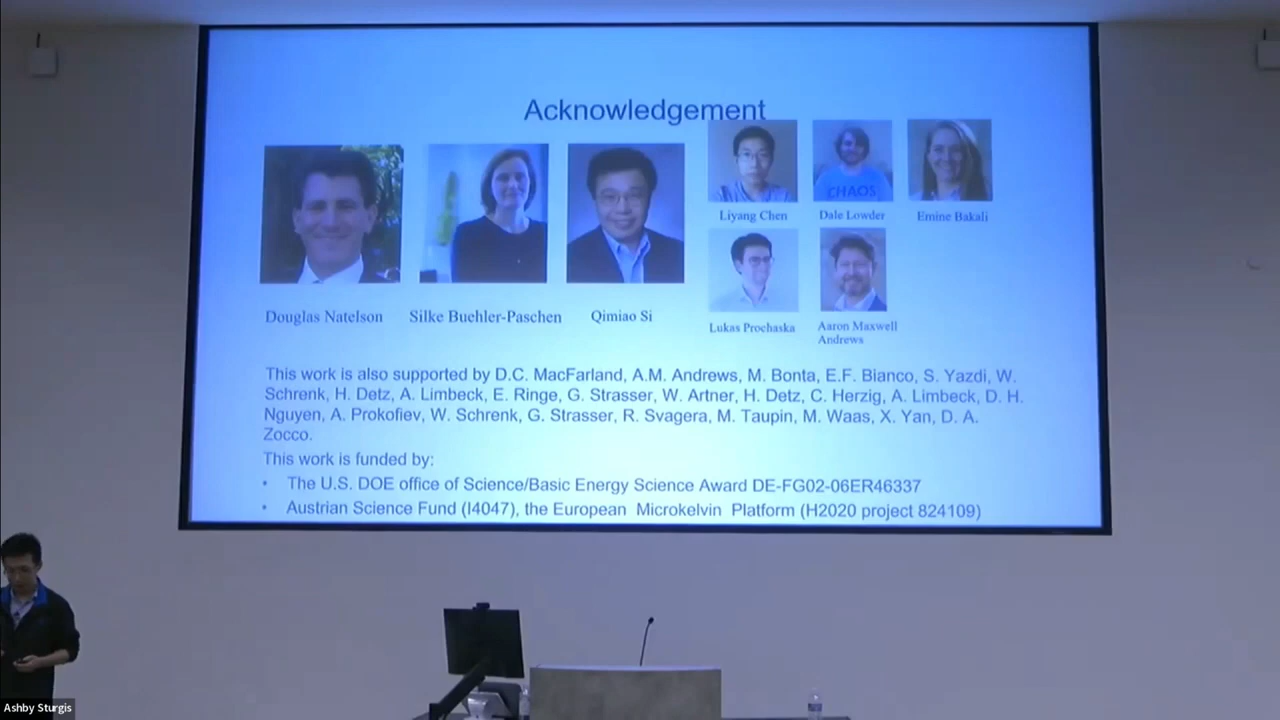 Acknowledgement
CHAOS
Liyang Chen
Dale Lowder
Emine Bakali
Douglas Natelson
Silke Buehler-Paschen
Qimiao Si
Lukas Prochaska
Aaron Maxwell
Andrews
This work is also supported by D.C. MacFarland, A.M. Andrews, M. Bonta, E.F. Bianco, S. Yazdi, W.
Schrenk, H. Detz, A. Limbeck, E. Ringe, G. Strasser, W. Artner, H. Detz, C. Herzig, A. Limbeck, D. H.
Nguyen, A. Prokofiev, W. Schrenk, G. Strasser, R. Svagera, M. Taupin, M. Waas, X. Yan, D. A.
Zocco.
This work is funded by:
• The U.S. DOE office of Science/Basic Energy Science Award DE-FG02-06ER46337
• Austrian Science Fund (I4047), the European Microkelvin Platform (H2020 project 824109)
Ashby Sturgis